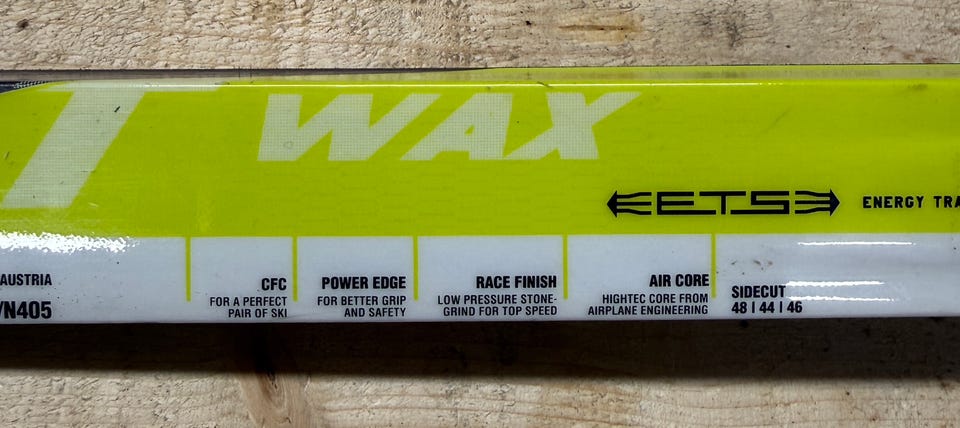 T WAX
ETS
ENERGY TRA
AUSTRIA
/N405
CFC
FOR A PERFECT
PAIR OF SKI
POWER EDGE
FOR BETTER GRIP
AND SAFETY
RACE FINISH
LOW PRESSURE STONE-
GRIND FOR TOP SPEED
AIR CORE
HIGHTEC CORE FROM
AIRPLANE ENGINEERING
SIDECUT
48 | 44 | 46